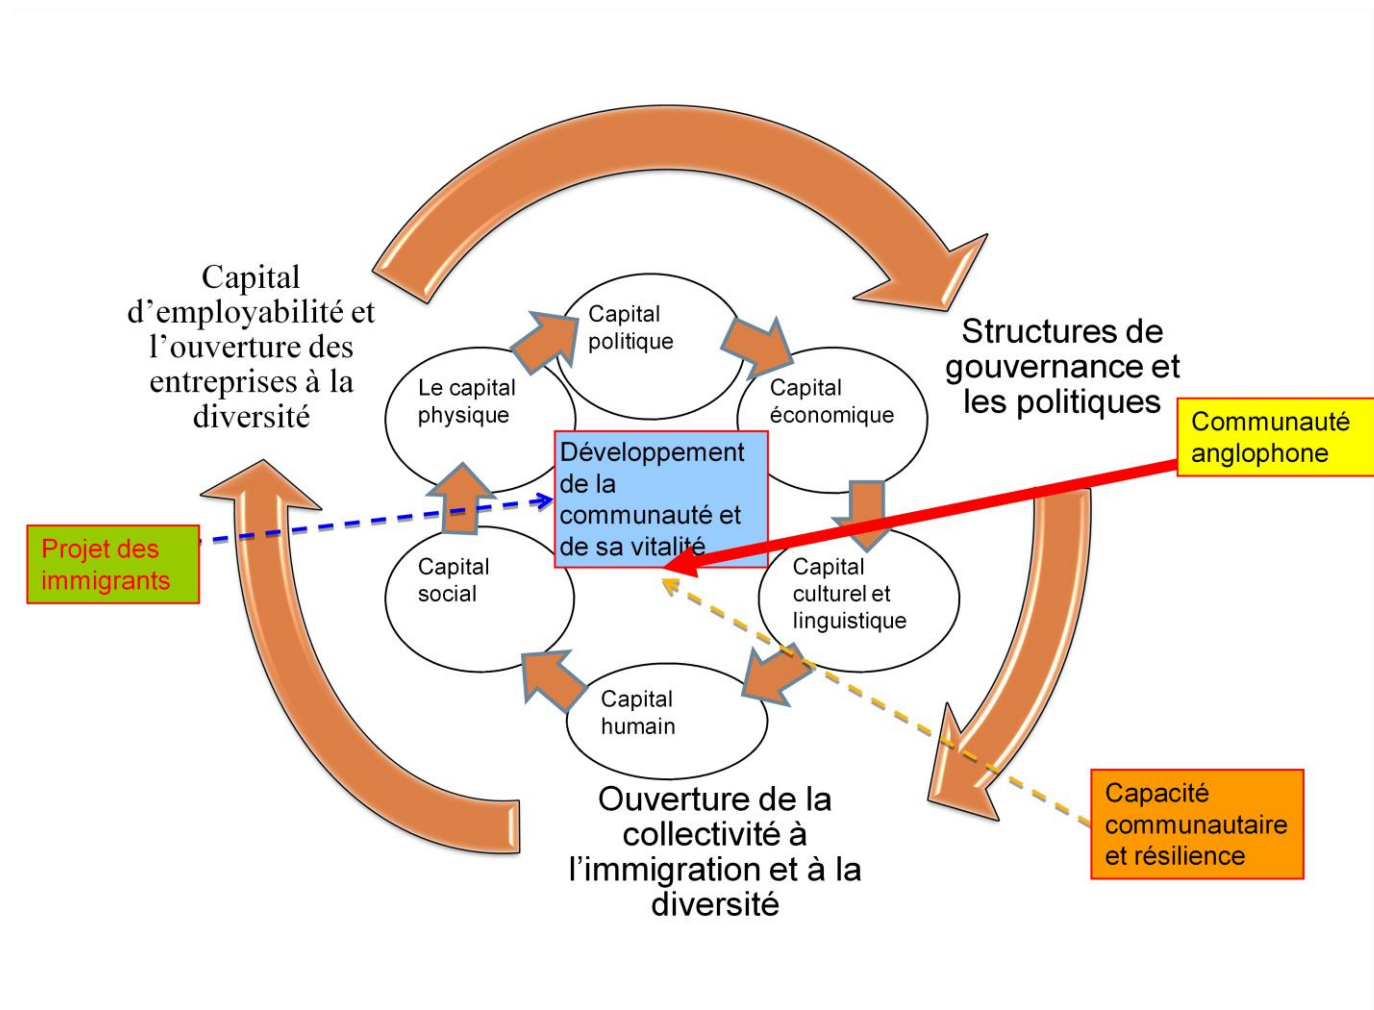 Capital
d’employabilité et
l’ouverture des
entreprises à la
diversité
Capital
politique
Structures de
gouvernance et
les politiques
Le capital
physique
Capital
économique
Communauté
anglophone
Développement
de la
communauté et
de sa vitalité
Projet des
immigrants
Capital
social
Capital
culturel et
linguistique
Capital
humain
Capacité
communautaire
et résilience
Ouverture de la
collectivité à
l’immigration et à la
diversité